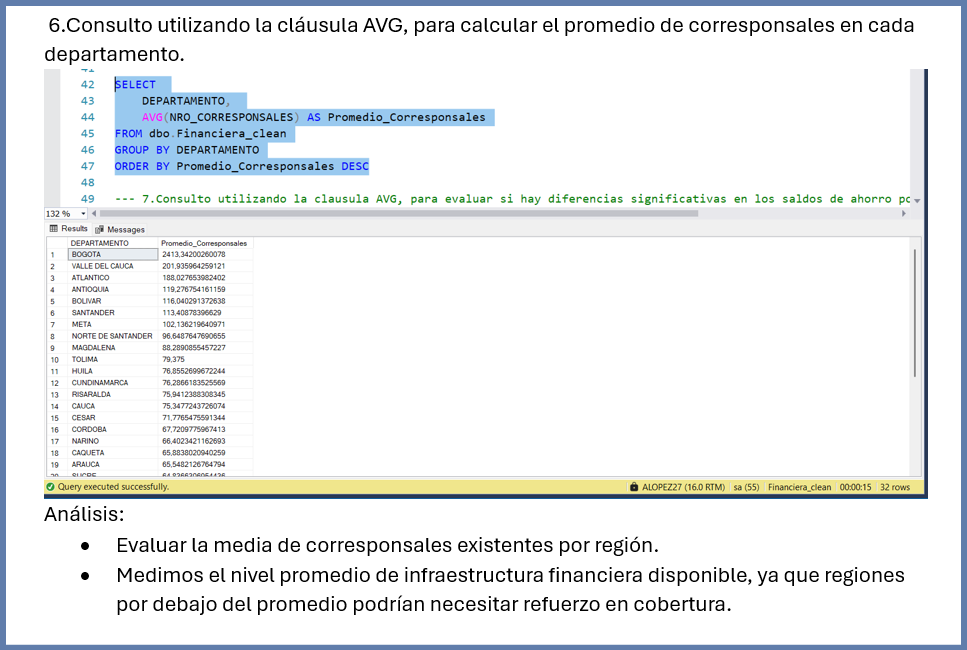 6.Consulto utilizando la cláusula AVG, para calcular el promedio de corresponsales en cada
departamento.
42 SELECT
43 DEPARTAMENTO,
44 AVG(NRO_CORRESPONSALES) AS Promedio_Corresponsales
45 FROM dbo.Financiera_clean
46 GROUP BY DEPARTAMENTO
47 ORDER BY Promedio_Corresponsales DESC
48
49 --- 7.Consulto utilizando la clausula AVG, para evaluar si hay diferencias significativas en los saldos de ahorro po
132 %
Results Messages
DEPARTAMENTO Promedio_Corresponsales
1 BOGOTA 2413,34200260078
2 VALLE DEL CAUCA 201,935964259121
3 ATLANTICO 188,027653982402
4 ANTIOQUIA 119,276754161159
5 BOLIVAR 116,040291372638
6 SANTANDER 113,40878396629
7 META 102,136219640971
8 NORTE DE SANTANDER 96,6487647690655
9 MAGDALENA 88,2890855457227
10 TOLIMA 79,375
11 HUILA 76,8552699672244
12 CUNDINAMARCA 76,2866183525569
13 RISARALDA 75,9412388308345
14 CAUCA 75,3477243726074
15 CESAR 71,7765475591344
16 CORDOBA 67,7209775967413
17 NARINO 66,4023421162693
18 CAQUETA 65,8838020940259
19 ARAUCA 65,5482126764794
Query executed successfully. ALOPEZ27 (16.0 RTM) sa (55) Financiera_clean 00:00:15 32 rows
Análisis:
● Evaluar la media de corresponsales existentes por región.
● Medimos el nivel promedio de infraestructura financiera disponible, ya que regiones
por debajo del promedio podrían necesitar refuerzo en cobertura.